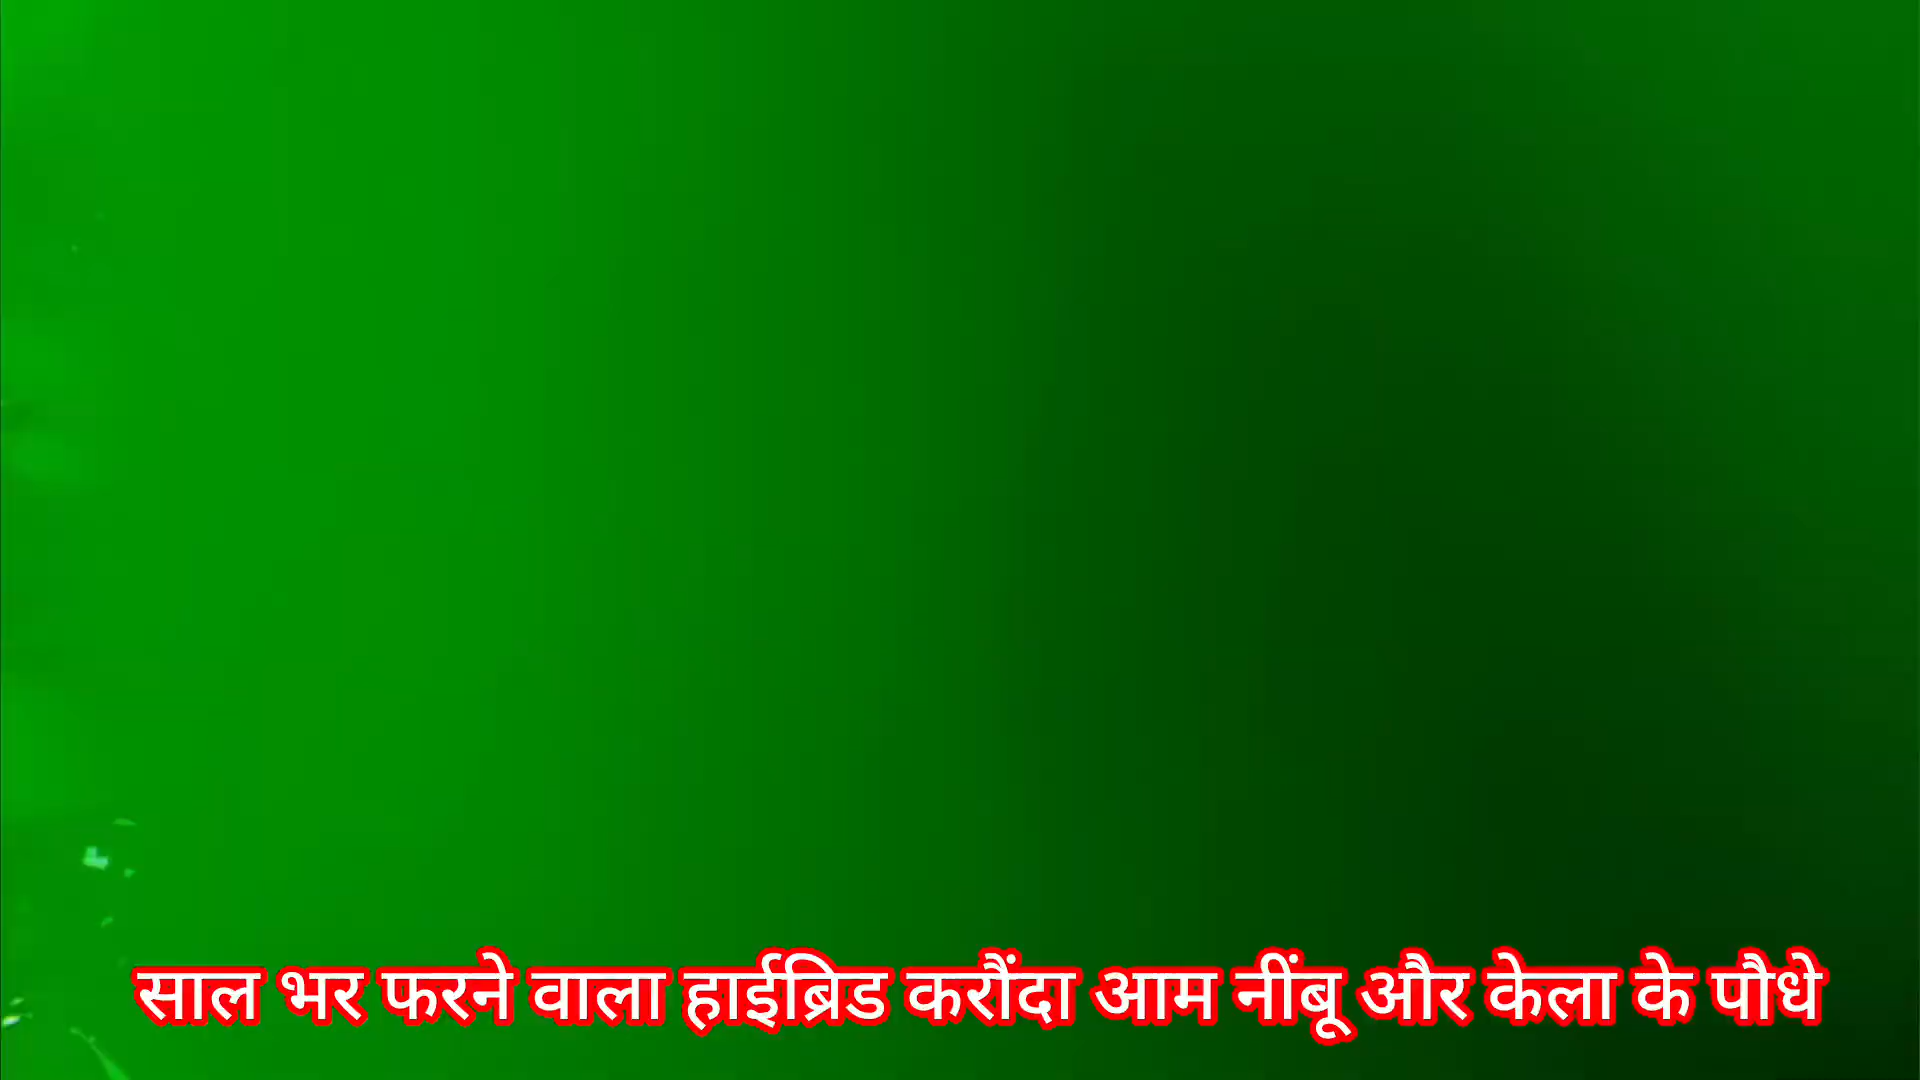 साल भर फरने वाला हाईब्रिड करौंदा आम नींबू और केला के पौधे